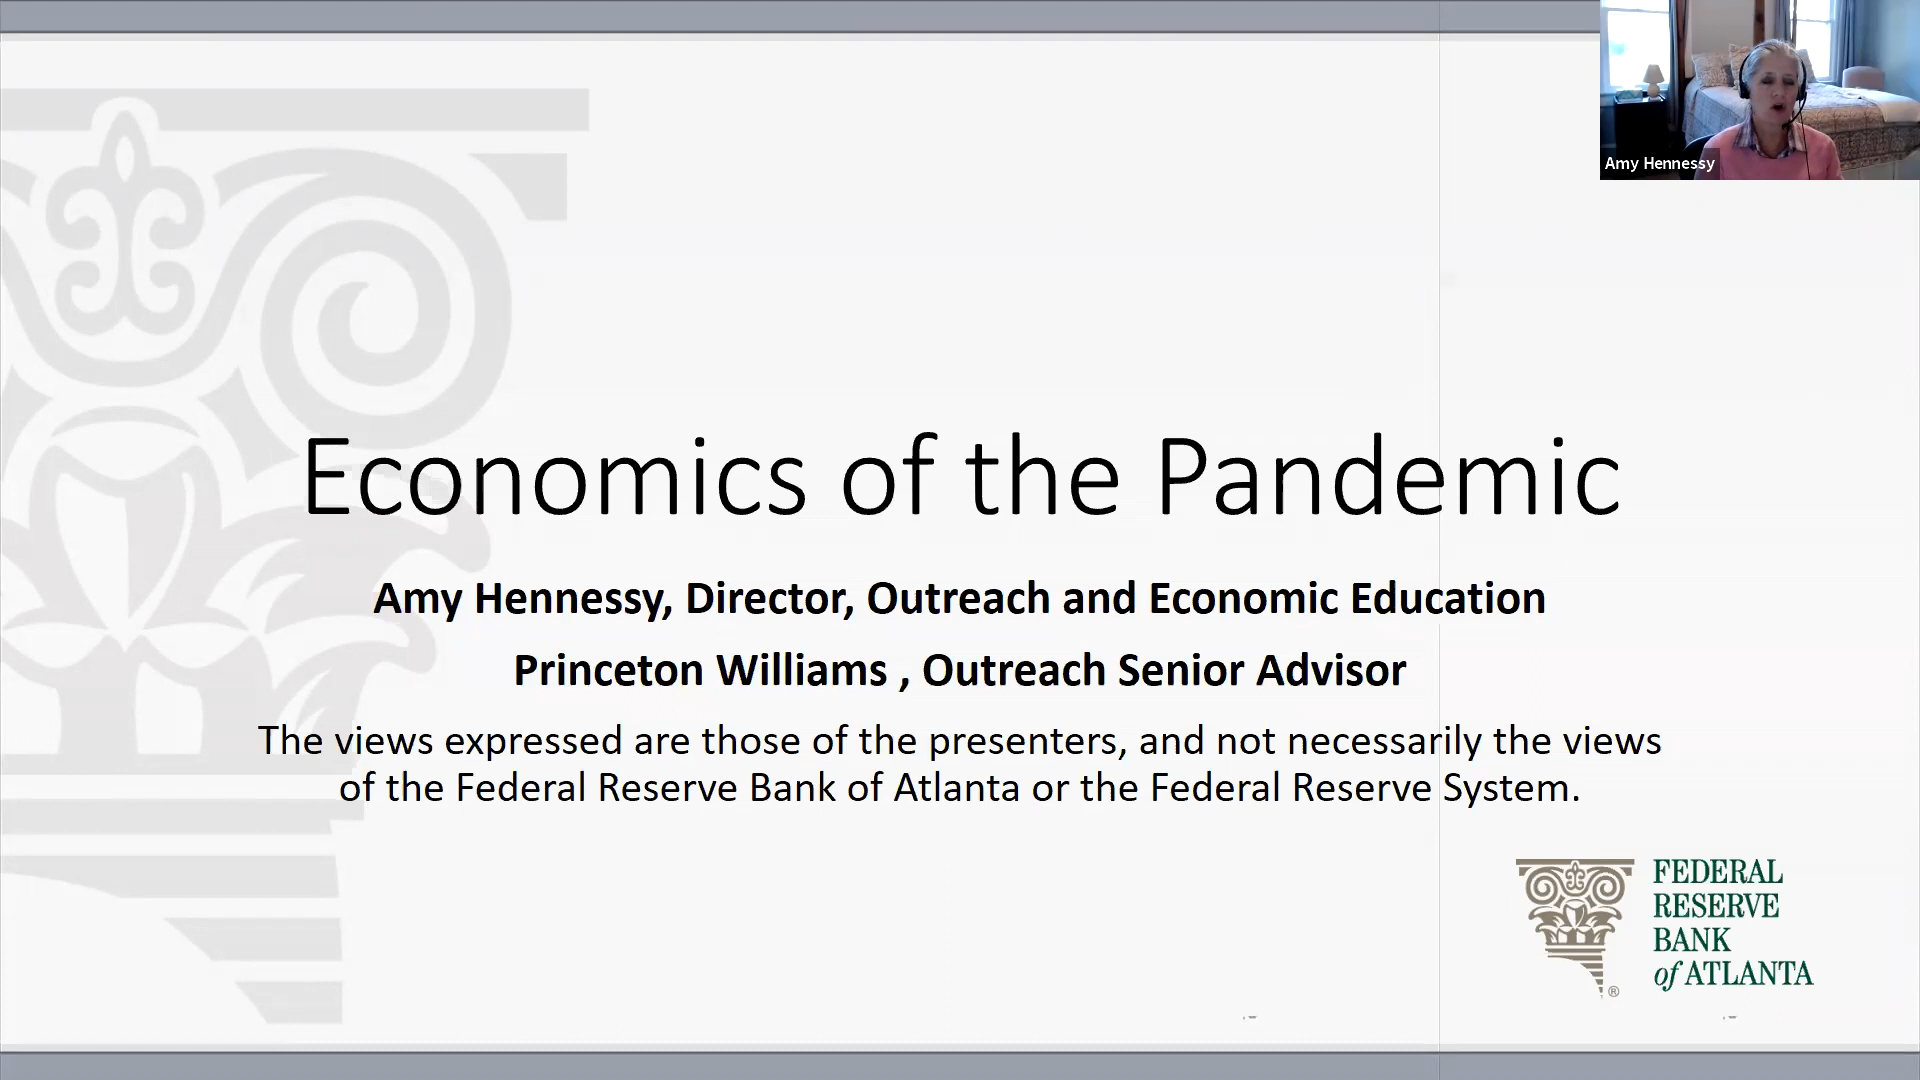 Amy Hennessy
Economics of the Pandemic
Amy Hennessy, Director, Outreach and Economic Education
Princeton Williams , Outreach Senior Advisor
The views expressed are those of the presenters, and not necessarily the views
of the Federal Reserve Bank of Atlanta or the Federal Reserve System.
FEDERAL
RESERVE
BANK
of ATLANTA
®